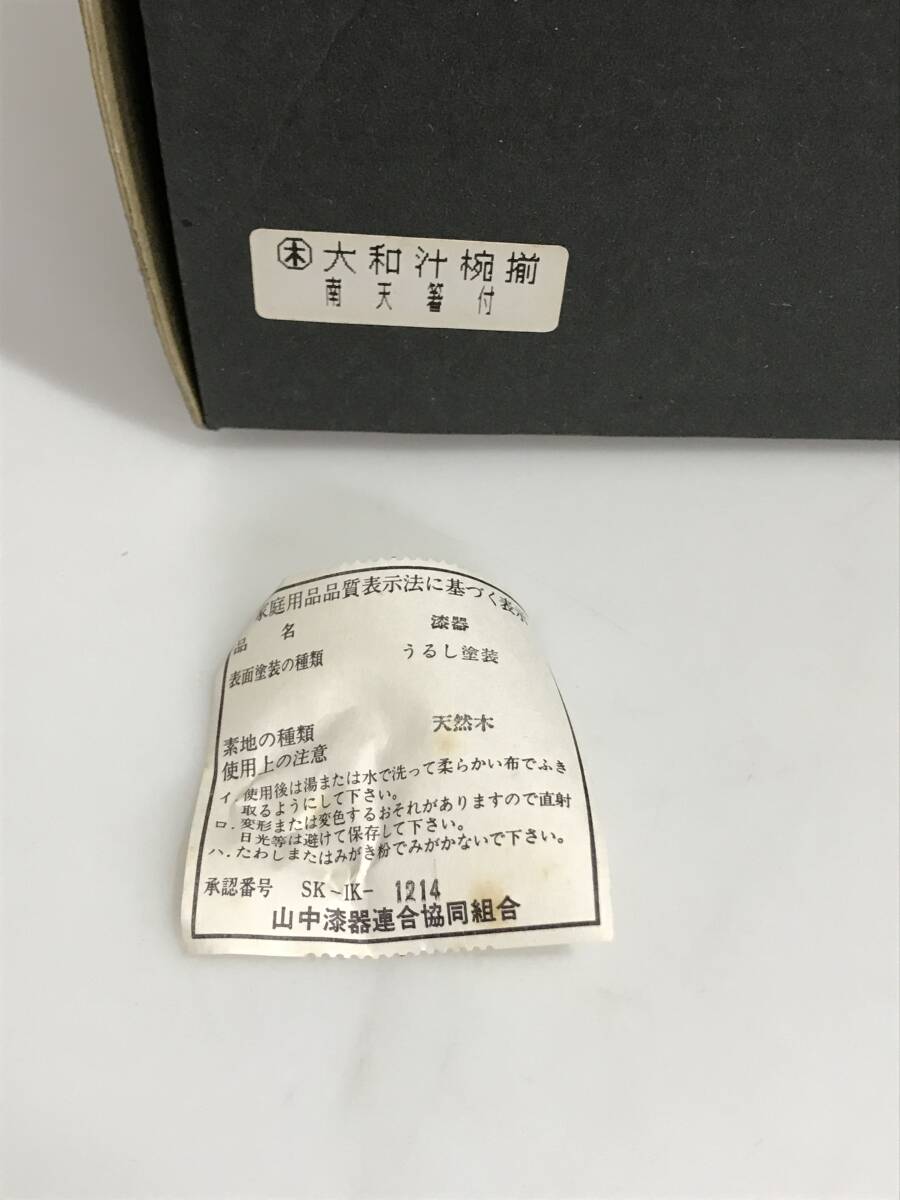 木 大和汁椀揃
南天箸付
家庭用品品質表示法に基づく表示
品名 漆器
表面塗装の種類 うるし塗装
素地の種類 天然木
使用上の注意
イ.使用後は湯または水で洗って柔らかい布でふき
取るようにして下さい。
ロ.変形または変色するおそれがありますので直射
日光等は避けて保存して下さい。
ハ.たわしまたはみがき粉でみがかないで下さい。
承認番号 SK-IK- 1214
山中漆器連合協同組合